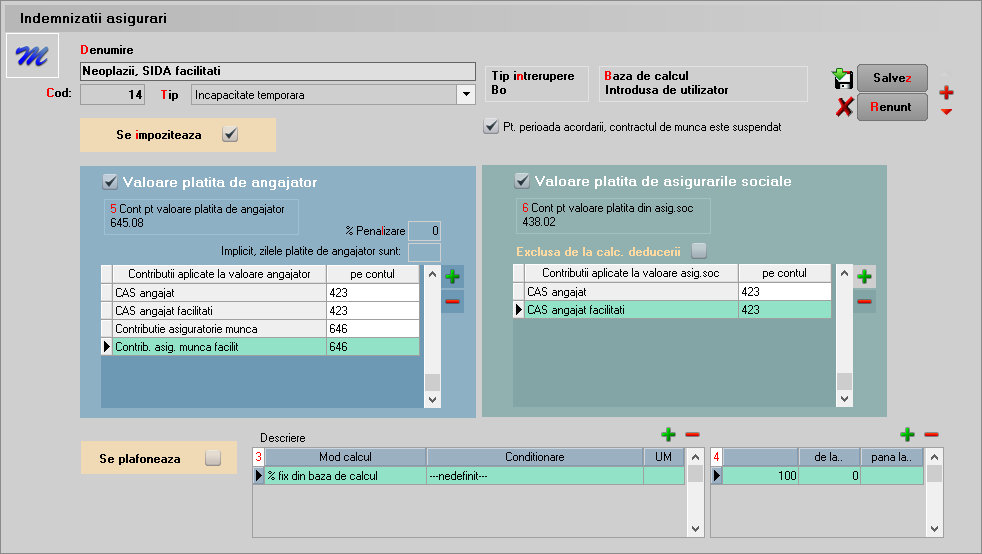 Indemnizatii asigurari
Denumire
Neoplazii, SIDA facilitati
Cod: 14 Tip Incapacitate temporara
Tip intrerupere
Bo
Baza de calcul
Introdusa de utilizator
Salvez
Renunt
Se impoziteaza
Pt. perioada acordarii, contractul de munca este suspendat
Valoare platita de angajator
5 Cont pt valoare platita de angajator
645.08
% Penalizare 0
Implicit, zilele platite de angajator sunt:
Contributii aplicate la valoare angajator pe contul
CAS angajat 423
CAS angajat facilitati 423
Contributie asiguratorie munca 646
Contrib. asig. munca facilit 646
Valoare platita de asigurarile sociale
6 Cont pt valoare platita din asig.soc
438.02
Exclusa de la calc. deducerii
Contributii aplicate la valoare asig.soc pe contul
CAS angajat 423
CAS angajat facilitati 423
Se plafoneaza
Descriere
3 Mod calcul Conditionare UM
% fix din baza de calcul ---nedefinit---
4 de la.. pana la..
100 0